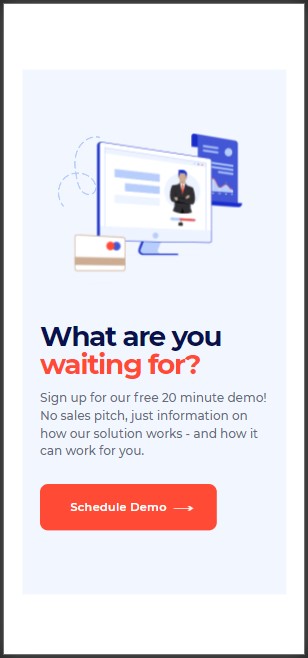 What are you
waiting for?
Sign up for our free 20 minute demo!
No sales pitch, just information on
how our solution works - and how it
can work for you.
Schedule Demo